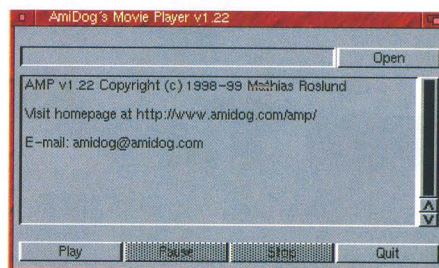 AmiDog's Movie Player v1.22
Open
AMP v1.22 Copyright (c) 1998-99 Mathias Roslund
Visit homepage at http://www.amidog.com/amp/
E-mail: amidog@amidog.com
Play Pause Stop Quit